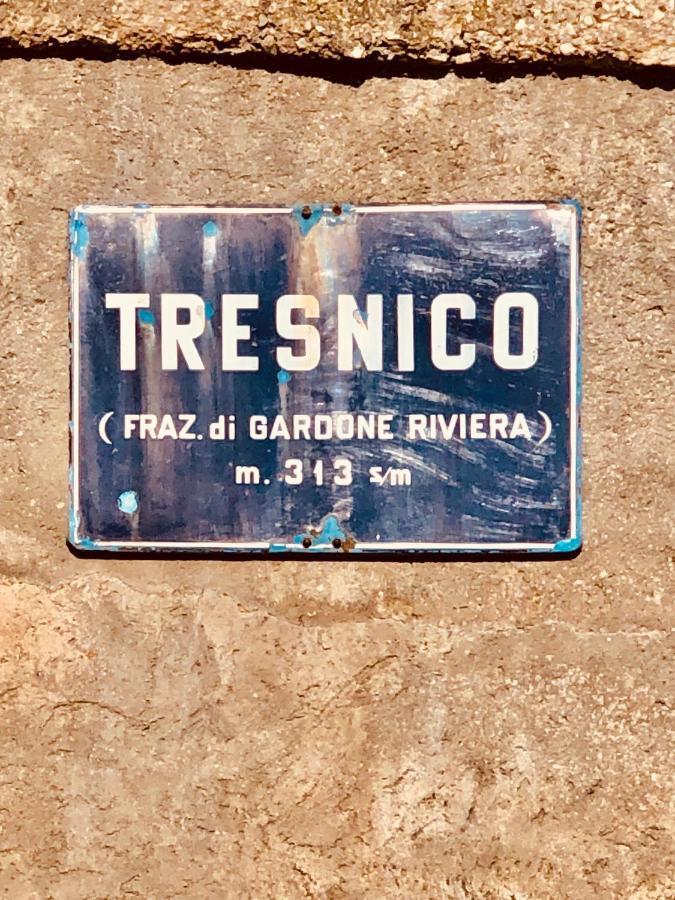 TRESNICO
(FRAZ. di GARDONE RIVIERA)
m. 313 s/m